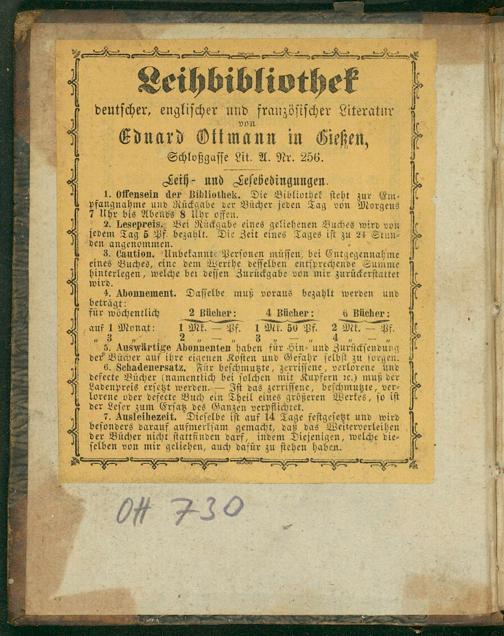 Leihbibliothek
deutscher, englischer und französischer Literatur
von
Eduard Ottmann in Gießen,
Schloßgasse Lit. A. Nr. 256.
Leih- und Lesebedingungen.
1. Offensein der Bibliothek. Die Bibliothek steht zur Em-
pfangnahme und Rückgabe der Bücher jeden Tag von Morgens
7 Uhr bis Abends 8 Uhr offen.
2. Lesepreis. Bei Rückgabe eines geliehenen Buches wird von
jedem Tag 5 Pf. bezahlt. Die Zeit eines Tages ist zu 24 Stun-
den angenommen.
3. Caution. Unbekannte Personen müssen, bei Entgegennahme
eines Buches, eine dem Werthe desselben entsprechende Summe
hinterlegen, welche bei dessen Zurückgabe von mir zurückerstattet
wird.
4. Abonnement. Dasselbe muß voraus bezahlt werden und
beträgt:
für wöchentlich 2 Bücher: 4 Bücher: 6 Bücher:
auf 1 Monat: 1 Mk. — Pf. 1 Mk. 50 Pf. 2 Mk. — Pf.
„ 3 „ 2 „ — „ 3 „ — „ 4 „ — „
5. Auswärtige Abonnenten haben für Hin- und Zurücksendung
der Bücher auf ihre eigenen Kosten und Gefahr selbst zu sorgen.
6. Schadenersatz. Für beschmutzte, zerrissene, verlorene und
defecte Bücher (namentlich bei solchen mit Kupfern ꝛc.) muß der
Ladenpreis ersetzt werden. — Ist das zerrissene, beschmutzte, ver-
lorene oder defecte Buch ein Theil eines größeren Werkes, so ist
der Leser zum Ersatz des Ganzen verpflichtet.
7. Ausleihezeit. Dieselbe ist auf 14 Tage festgesetzt und wird
besonders darauf aufmerksam gemacht, daß das Weiterverleihen
der Bücher nicht stattfinden darf, indem Diejenigen, welche die-
selben von mir geliehen, auch dafür zu stehen haben.
OH 730